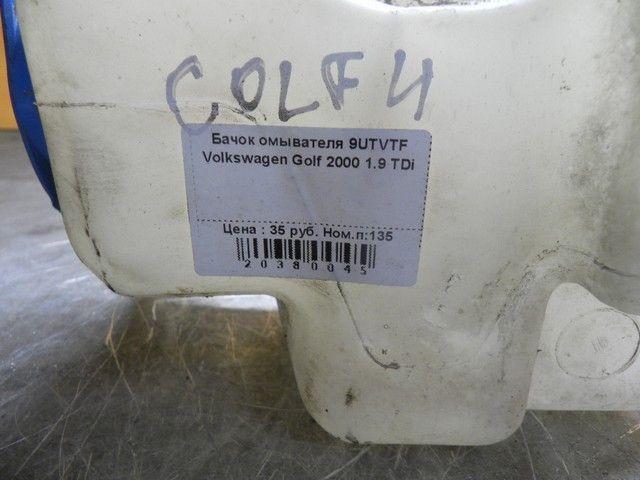 GOLF 4
Бачок омывателя 9UTVTF
Volkswagen Golf 2000 1.9 TDi
Цена : 35 руб. Ном.п:135
20380045